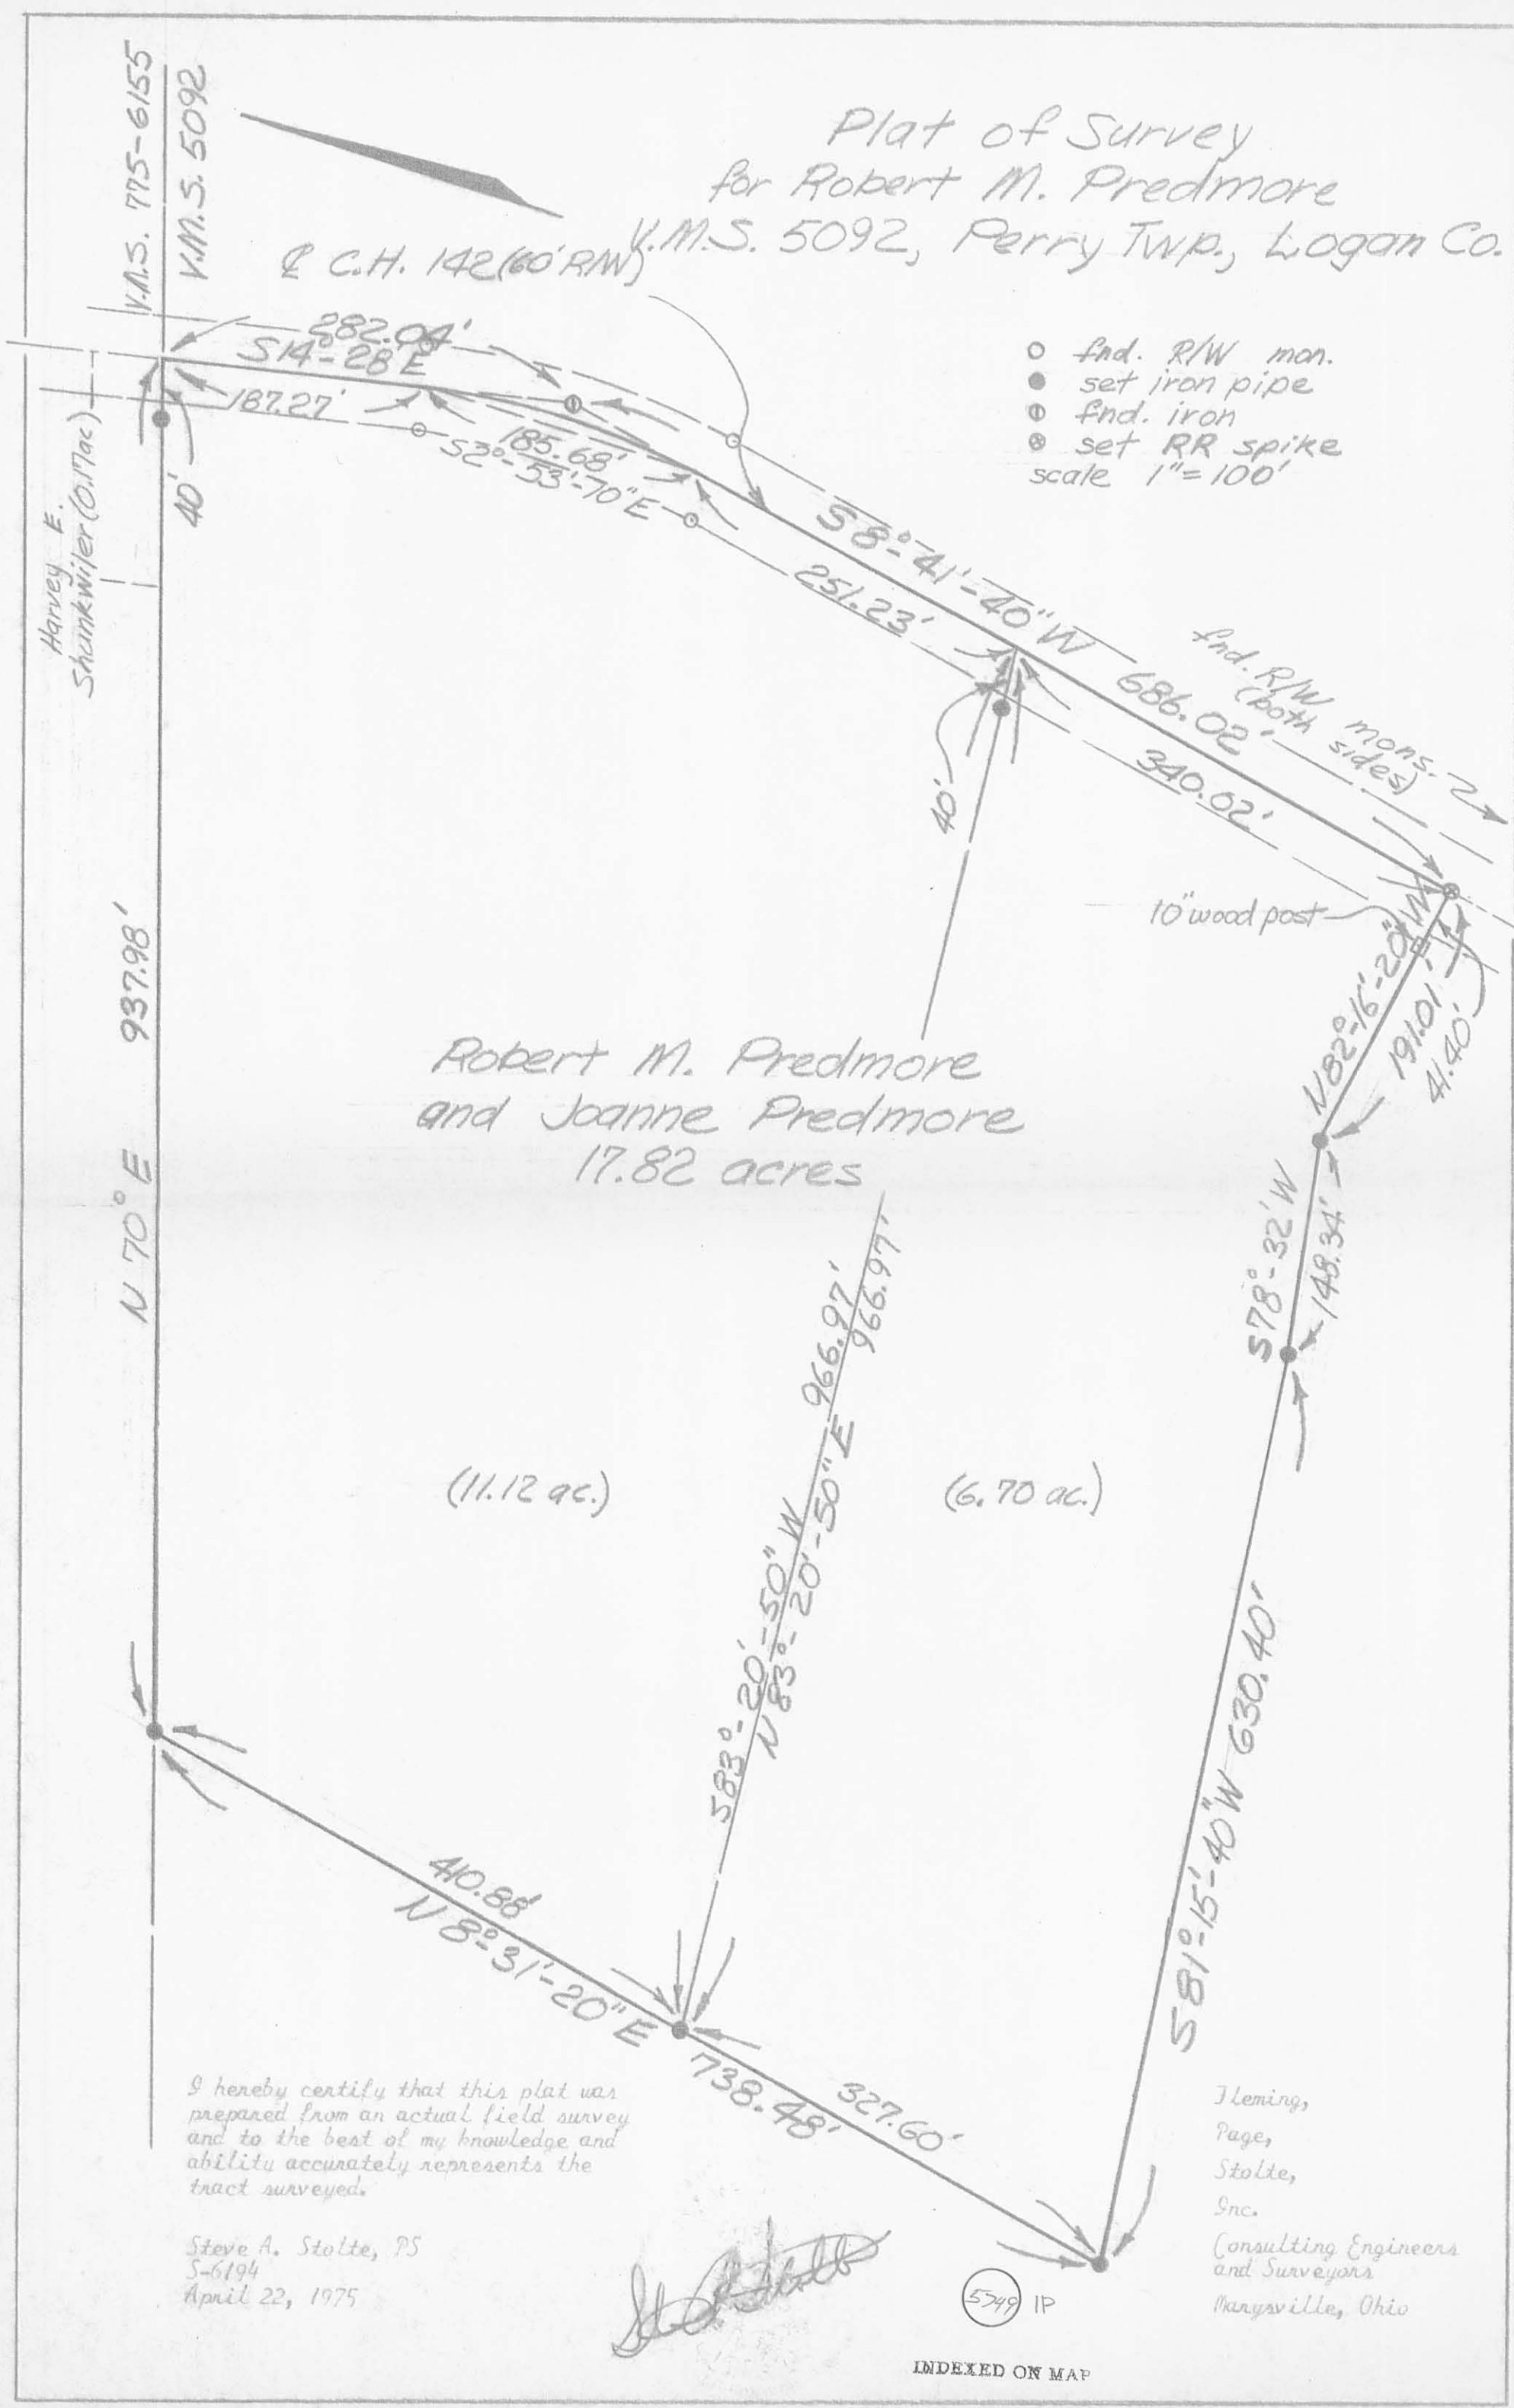 V.M.S. 775-6155
V.M.S. 5092
Plat of Survey
for Robert M. Predmore
V.M.S. 5092, Perry Twp., Logan Co.
℄ C.H. 142 (60' R/W)
fnd. R/W mon.
set iron pipe
fnd. iron
set RR spike
scale 1"=100'
282.04'
S14°-28'E
187.27'
185.68'
S2°-53'-70"E
40'
Harvey E.
Shunkwiler (0.17ac)
S8°-41'-40"W 686.02'
251.23'
340.02'
fnd. R/W mons.
(both sides)
40'
10" wood post
N82°-16'-20"W
191.01'
41.40'
N 70° E 937.98'
Robert M. Predmore
and Joanne Predmore
17.82 acres
S78°-32'W
148.34'
(11.12 ac.)
(6.70 ac.)
S83°-20'-50"W 966.97'
N83°-20'-50"E 966.97'
S81°-15'-40"W 630.40'
410.88'
N8°-31'-20"E 738.48'
327.60'
I hereby certify that this plat was
prepared from an actual field survey
and to the best of my knowledge and
ability accurately represents the
tract surveyed.
Steve A. Stolte, PS
S-6194
April 22, 1975
Fleming,
Page,
Stolte,
Inc.
Consulting Engineers
and Surveyors
Marysville, Ohio
5749 IP
INDEXED ON MAP